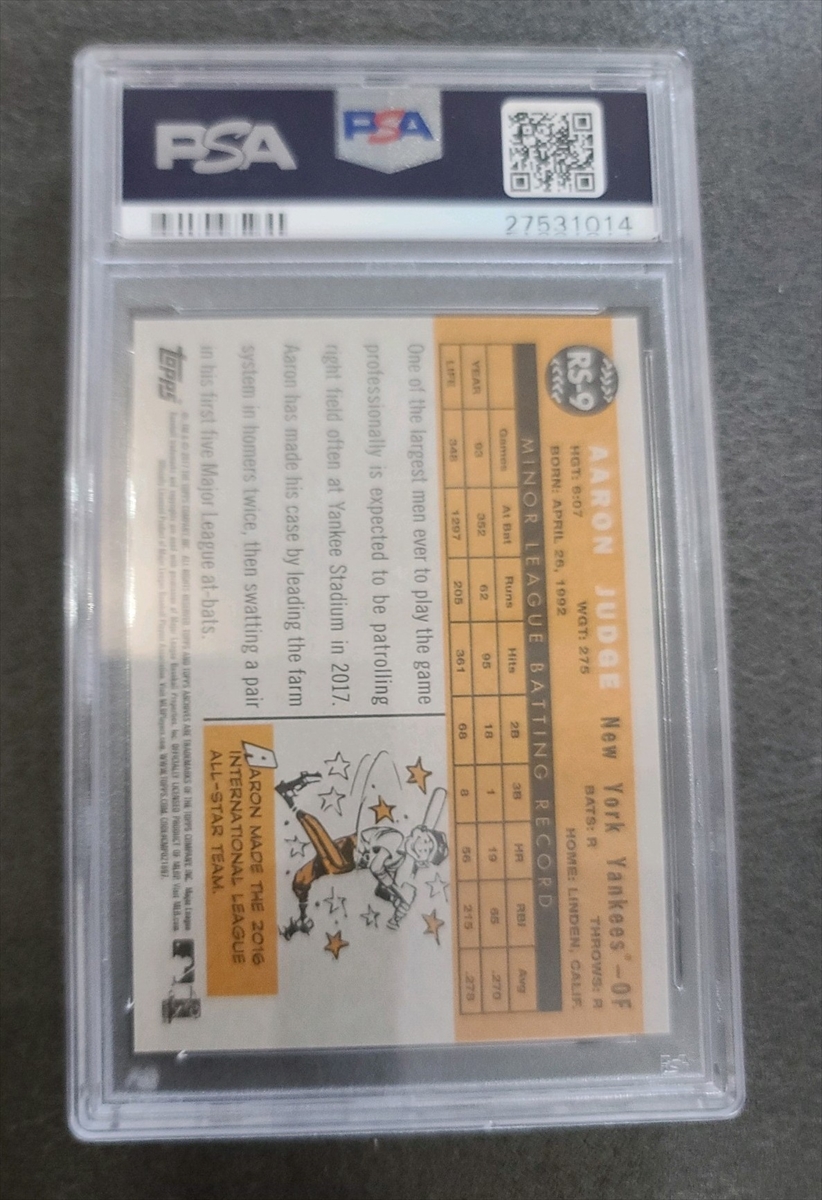 PSA
PSA
27531014
RS-9
AARON JUDGE New York Yankees®–OF
HGT: 6:07 WGT: 275 BATS: R THROWS: R
BORN: APRIL 26, 1992 HOME: LINDEN, CALIF.
MINOR LEAGUE BATTING RECORD
Games At Bat Runs Hits 2B 3B HR RBI Avg
YEAR 93 352 62 95 18 1 19 65 .270
LIFE 348 1297 205 361 68 8 56 215 .278
One of the largest men ever to play the game
professionally is expected to be patrolling
right field often at Yankee Stadium in 2017.
Aaron has made his case by leading the farm
system in homers twice, then swatting a pair
in his first five Major League at-bats.
AARON MADE THE 2016
INTERNATIONAL LEAGUE
ALL-STAR TEAM.
TOPPS